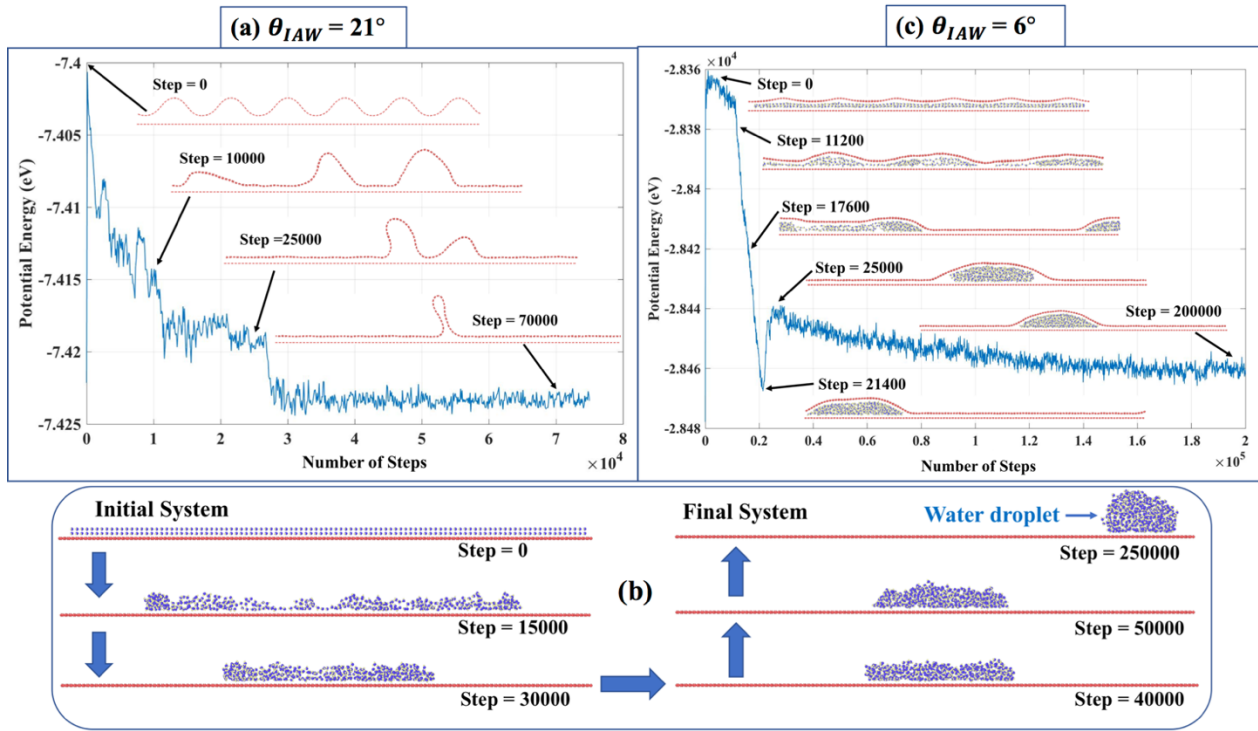 (a) θ_IAW = 21°
-7.4
-7.405
-7.41
-7.415
-7.42
-7.425
Potential Energy (eV)
Step = 0
Step = 10000
Step =25000
Step = 70000
0 1 2 3 4 5 6 7 8
×10⁴
Number of Steps
(c) θ_IAW = 6°
×10⁴
-2.836
-2.838
-2.84
-2.842
-2.844
-2.846
-2.848
Potential Energy (eV)
Step = 0
Step = 11200
Step = 17600
Step = 25000
Step = 200000
Step = 21400
0 0.2 0.4 0.6 0.8 1 1.2 1.4 1.6 1.8 2
×10⁵
Number of Steps
Initial System
Step = 0
Step = 15000
Step = 30000
(b)
Final System
Water droplet
Step = 250000
Step = 50000
Step = 40000